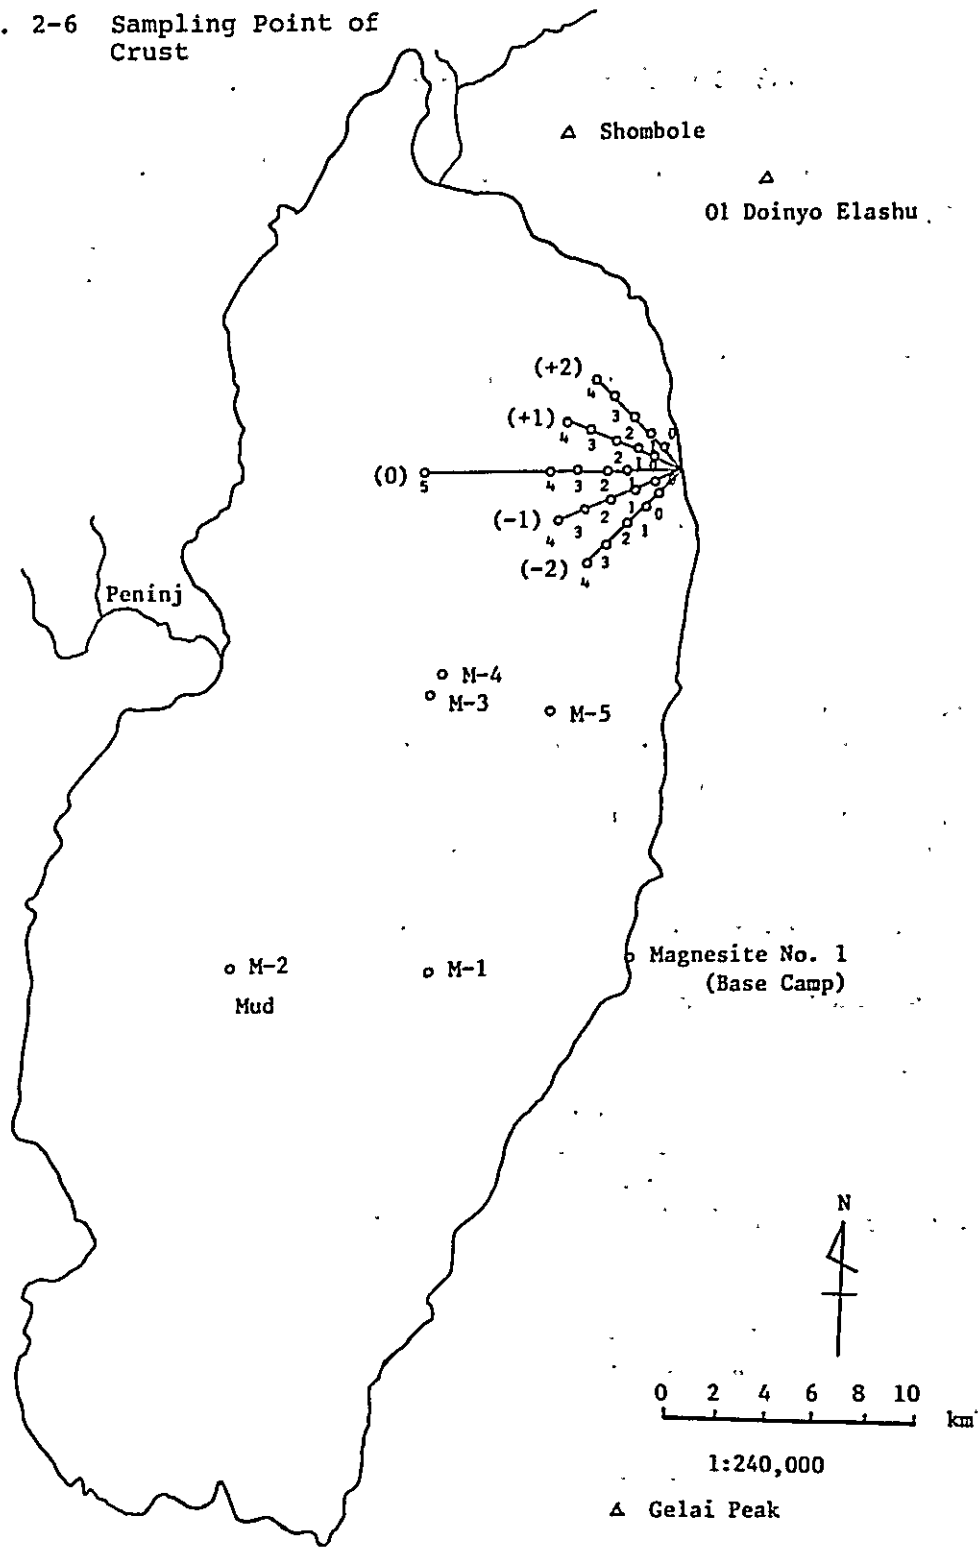 . 2-6 Sampling Point of
Crust
Shombole
Ol Doinyo Elashu
(+2)
4
3
2
1
0
(+1)
4
3
2
1
0
(0)
5
4
3
2
1
0
(-1)
4
3
2
1
0
(-2)
4
3
2
1
Peninj
M-4
M-3
M-5
M-2
Mud
M-1
Magnesite No. 1
(Base Camp)
N
0 2 4 6 8 10
km
1:240,000
Gelai Peak